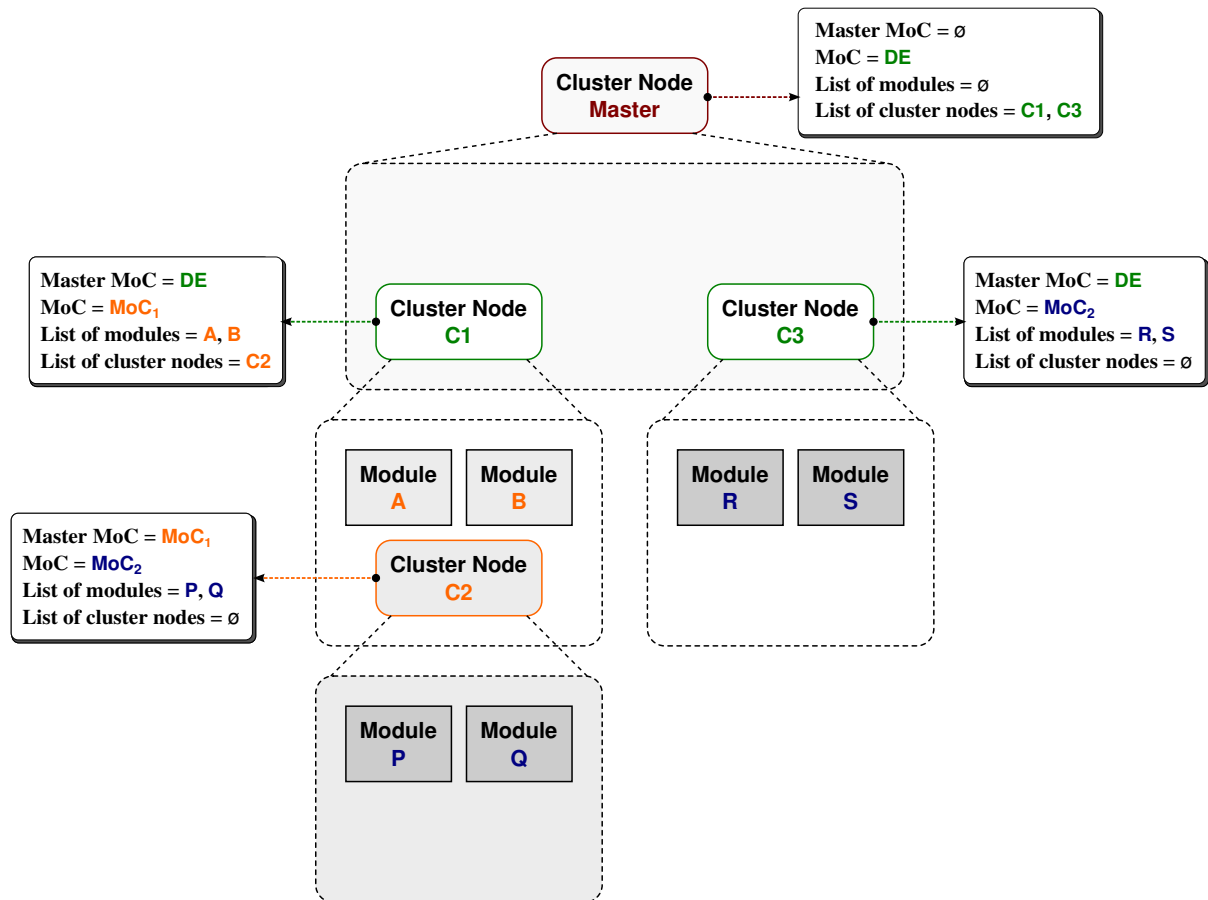 Master MoC = ∅
MoC = DE
List of modules = ∅
List of cluster nodes = C1, C3
Cluster Node
Master
Master MoC = DE
MoC = MoC₁
List of modules = A, B
List of cluster nodes = C2
Cluster Node
C1
Cluster Node
C3
Master MoC = DE
MoC = MoC₂
List of modules = R, S
List of cluster nodes = ∅
Module
A
Module
B
Module
R
Module
S
Master MoC = MoC₁
MoC = MoC₂
List of modules = P, Q
List of cluster nodes = ∅
Cluster Node
C2
Module
P
Module
Q